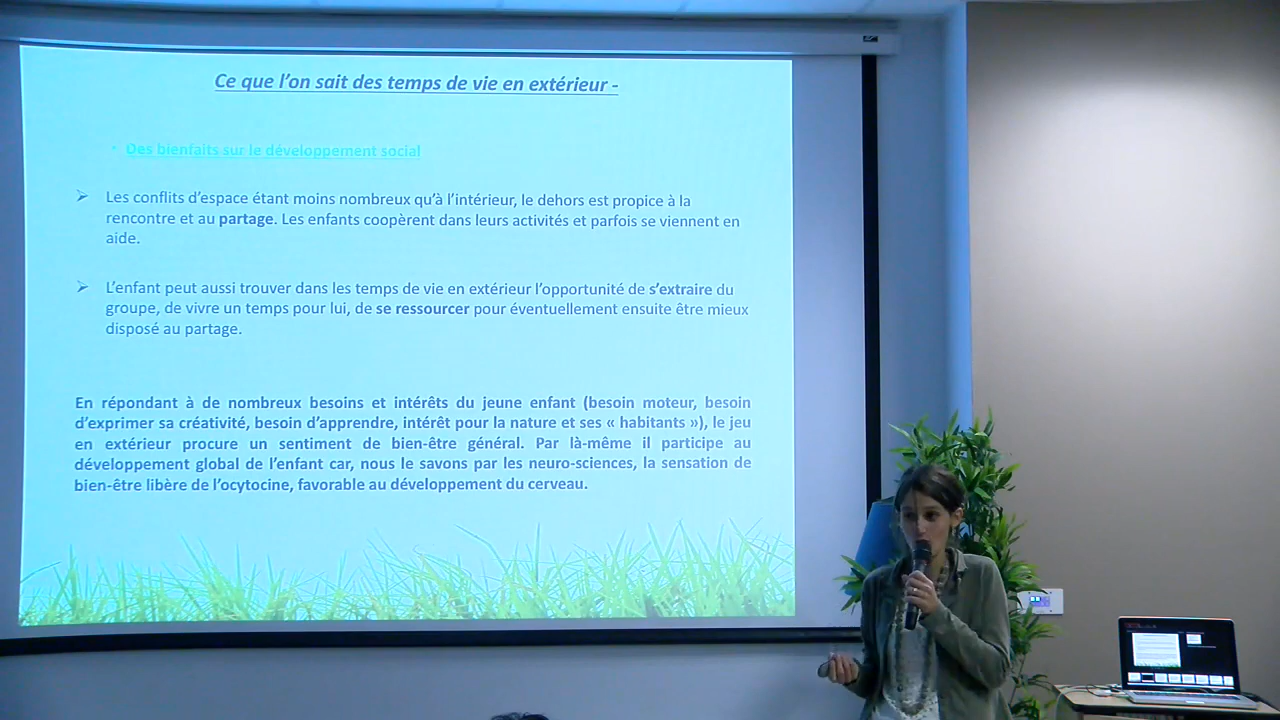 Ce que l'on sait des temps de vie en extérieur -
• Des bienfaits sur le développement social
➢ Les conflits d'espace étant moins nombreux qu'à l'intérieur, le dehors est propice à la
rencontre et au partage. Les enfants coopèrent dans leurs activités et parfois se viennent en
aide.
➢ L'enfant peut aussi trouver dans les temps de vie en extérieur l'opportunité de s'extraire du
groupe, de vivre un temps pour lui, de se ressourcer pour éventuellement ensuite être mieux
disposé au partage.
En répondant à de nombreux besoins et intérêts du jeune enfant (besoin moteur, besoin
d'exprimer sa créativité, besoin d'apprendre, intérêt pour la nature et ses « habitants »), le jeu
en extérieur procure un sentiment de bien-être général. Par là-même il participe au
développement global de l'enfant car, nous le savons par les neuro-sciences, la sensation de
bien-être libère de l'ocytocine, favorable au développement du cerveau.